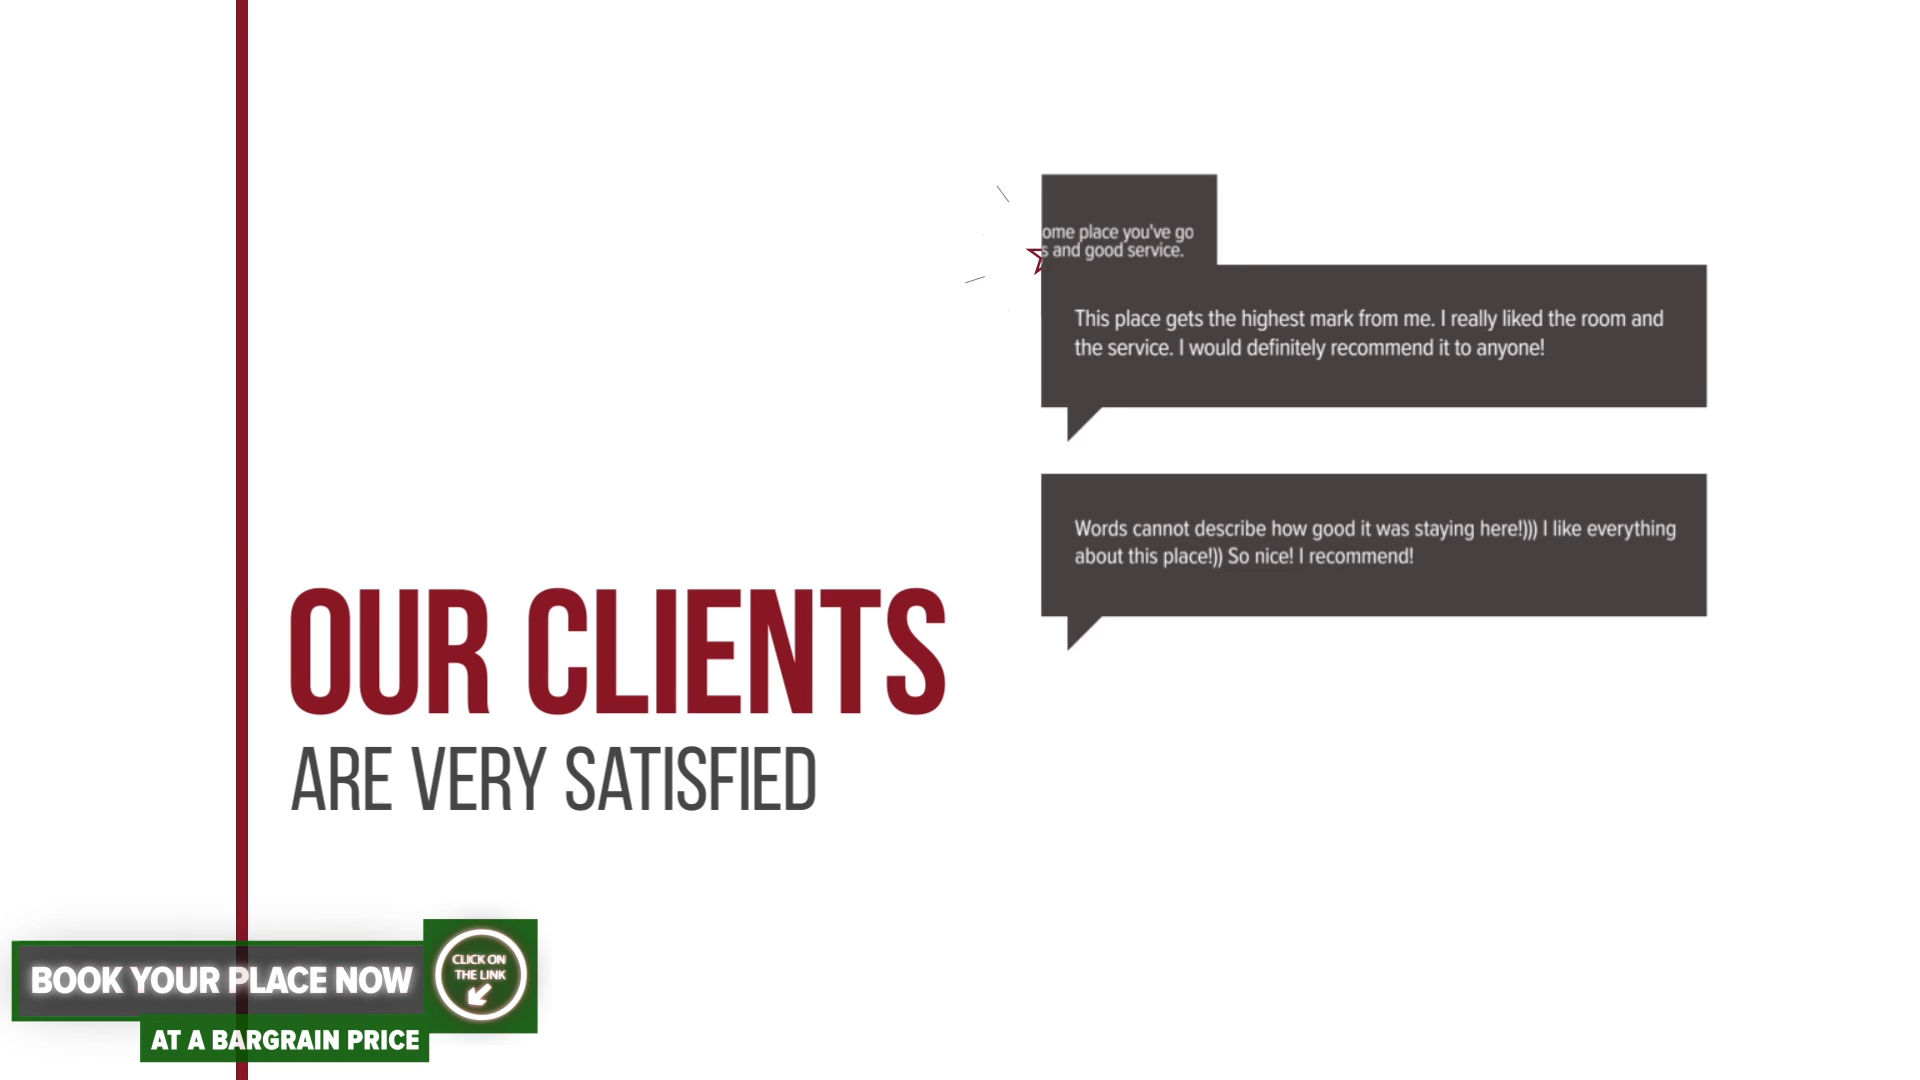 ome place you've go
s and good service.
This place gets the highest mark from me. I really liked the room and
the service. I would definitely recommend it to anyone!
Words cannot describe how good it was staying here!))) I like everything
about this place!)) So nice! I recommend!
OUR CLIENTS
ARE VERY SATISFIED
BOOK YOUR PLACE NOW
CLICK ON
THE LINK
AT A BARGRAIN PRICE